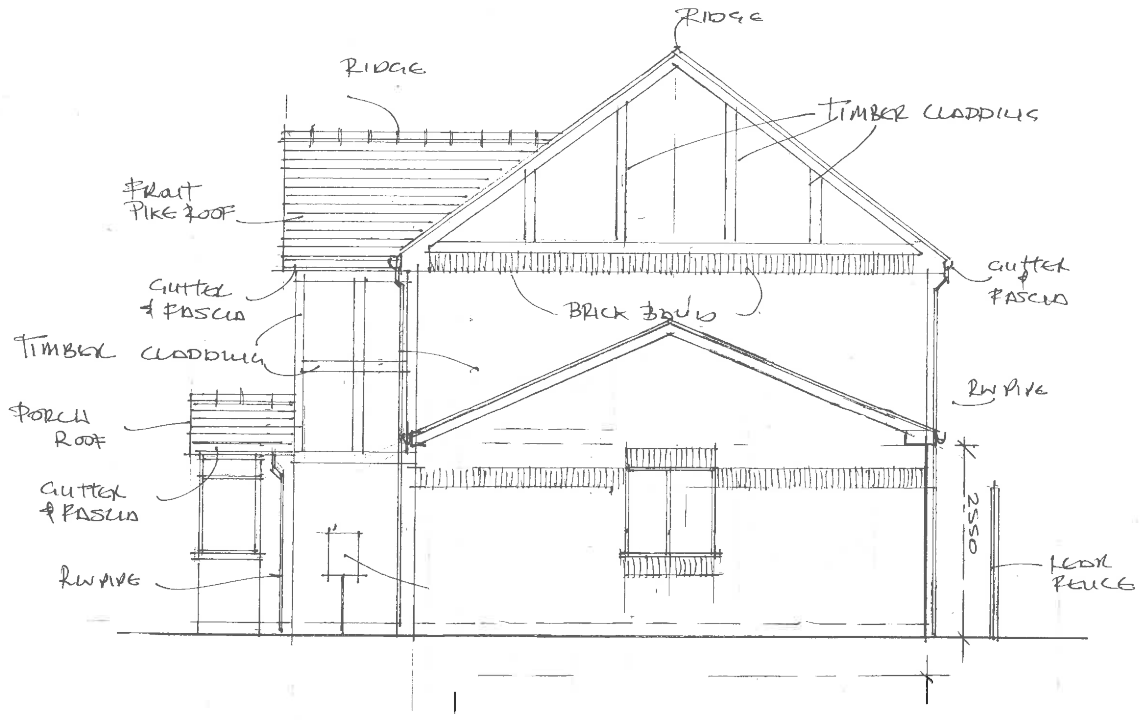 RIDGE
RIDGE
TIMBER CLADDING
FRONT
PIKE ROOF
GUTTER
& FASCIA
GUTTER
& FASCIA
BRICK BAND
TIMBER CLADDING
RW PIPE
PORCH
ROOF
GUTTER
& FASCIA
2550
RW PIPE
REAR
FENCE